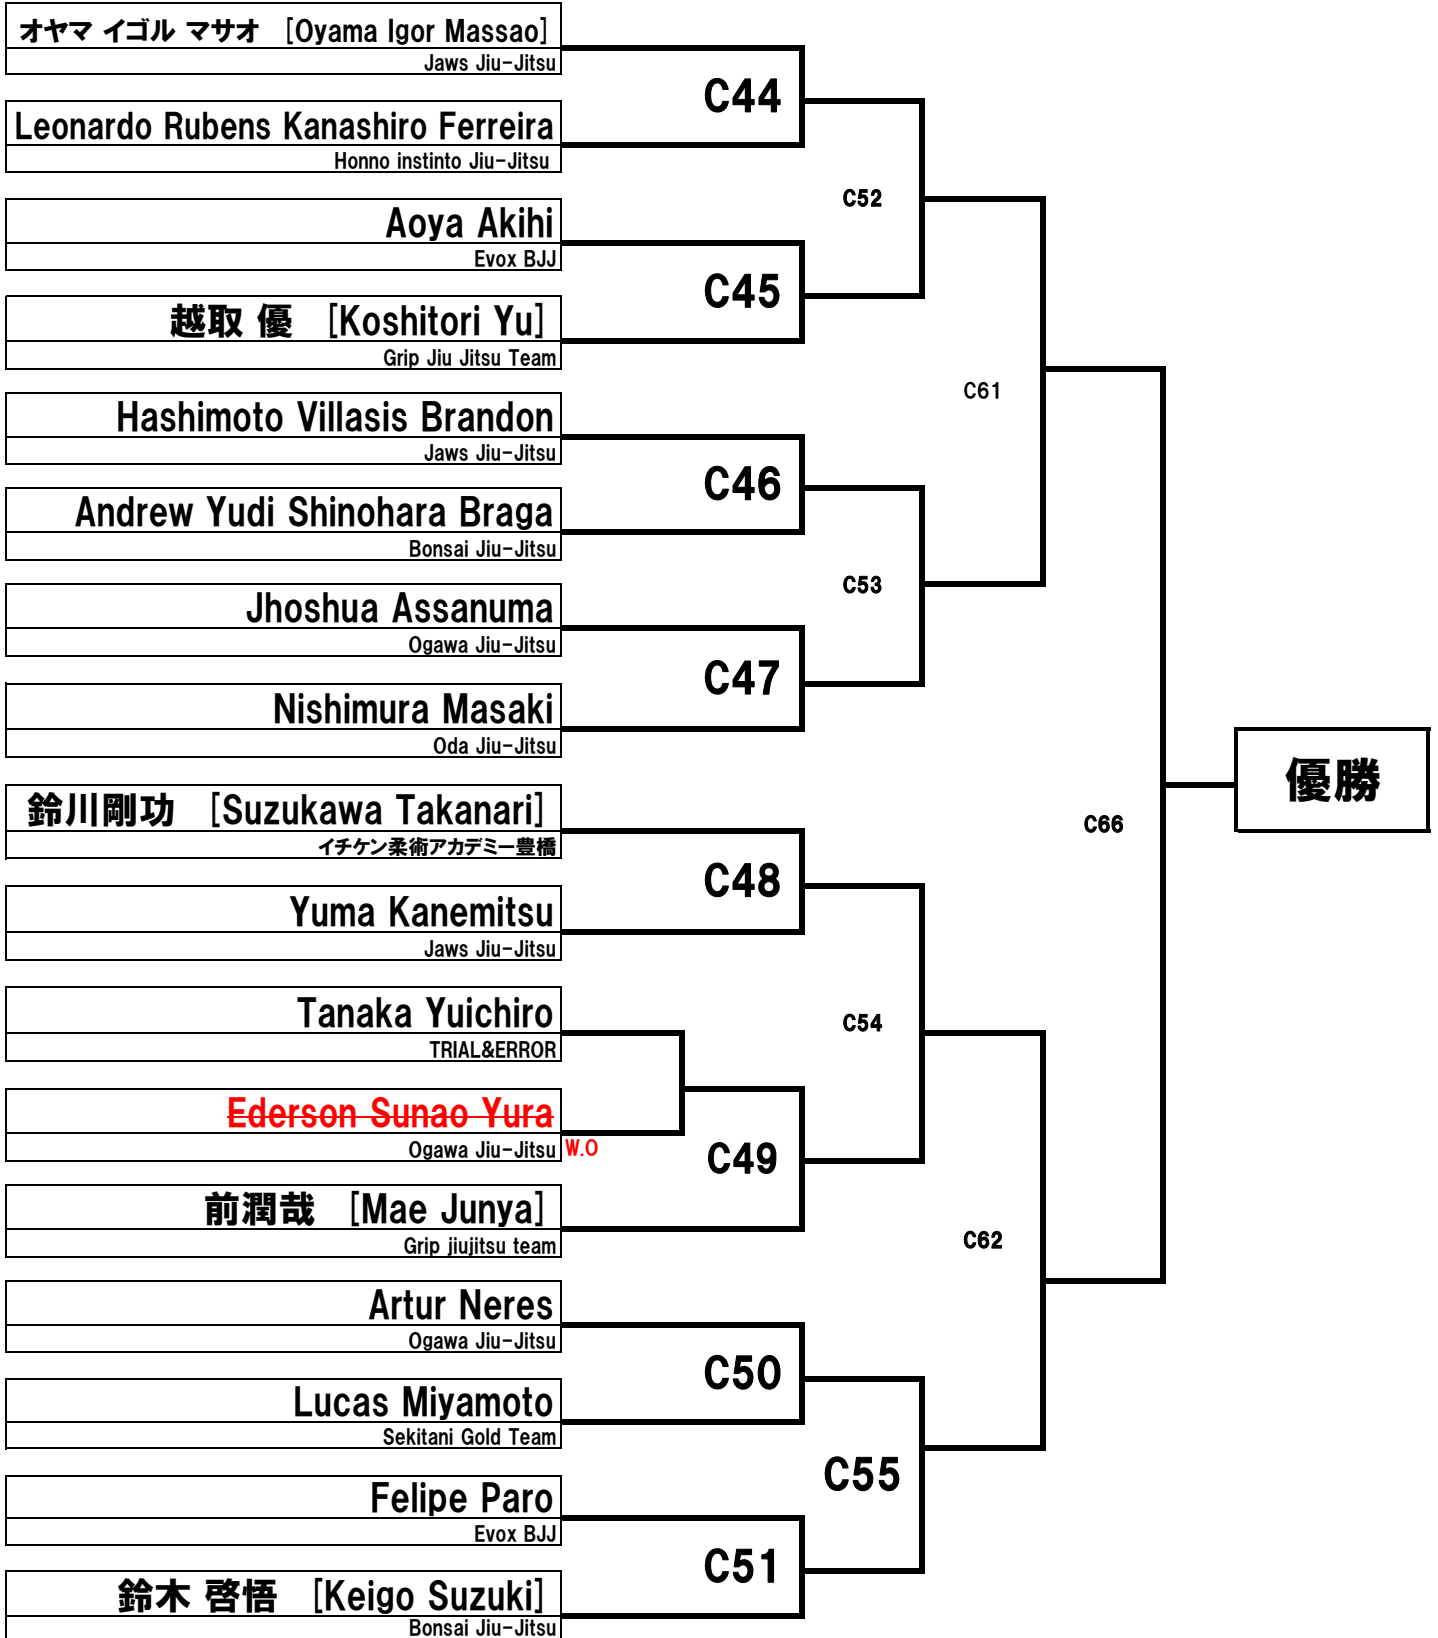 オヤマ イゴル マサオ [Oyama Igor Massao]
Jaws Jiu-Jitsu
C44
Leonardo Rubens Kanashiro Ferreira
Honno instinto Jiu-Jitsu
C52
Aoya Akihi
Evox BJJ
C45
越取 優 [Koshitori Yu]
Grip Jiu Jitsu Team
C61
Hashimoto Villasis Brandon
Jaws Jiu-Jitsu
C46
Andrew Yudi Shinohara Braga
Bonsai Jiu-Jitsu
C53
Jhoshua Assanuma
Ogawa Jiu-Jitsu
C47
Nishimura Masaki
Oda Jiu-Jitsu
優勝
鈴川剛功 [Suzukawa Takanari]
イチケン柔術アカデミー豊橋
C66
C48
Yuma Kanemitsu
Jaws Jiu-Jitsu
Tanaka Yuichiro
TRIAL&ERROR
C54
Ederson Sunao Yura
Ogawa Jiu-Jitsu
W.O
C49
前潤哉 [Mae Junya]
Grip jiujitsu team
C62
Artur Neres
Ogawa Jiu-Jitsu
C50
Lucas Miyamoto
Sekitani Gold Team
C55
Felipe Paro
Evox BJJ
C51
鈴木 啓悟 [Keigo Suzuki]
Bonsai Jiu-Jitsu